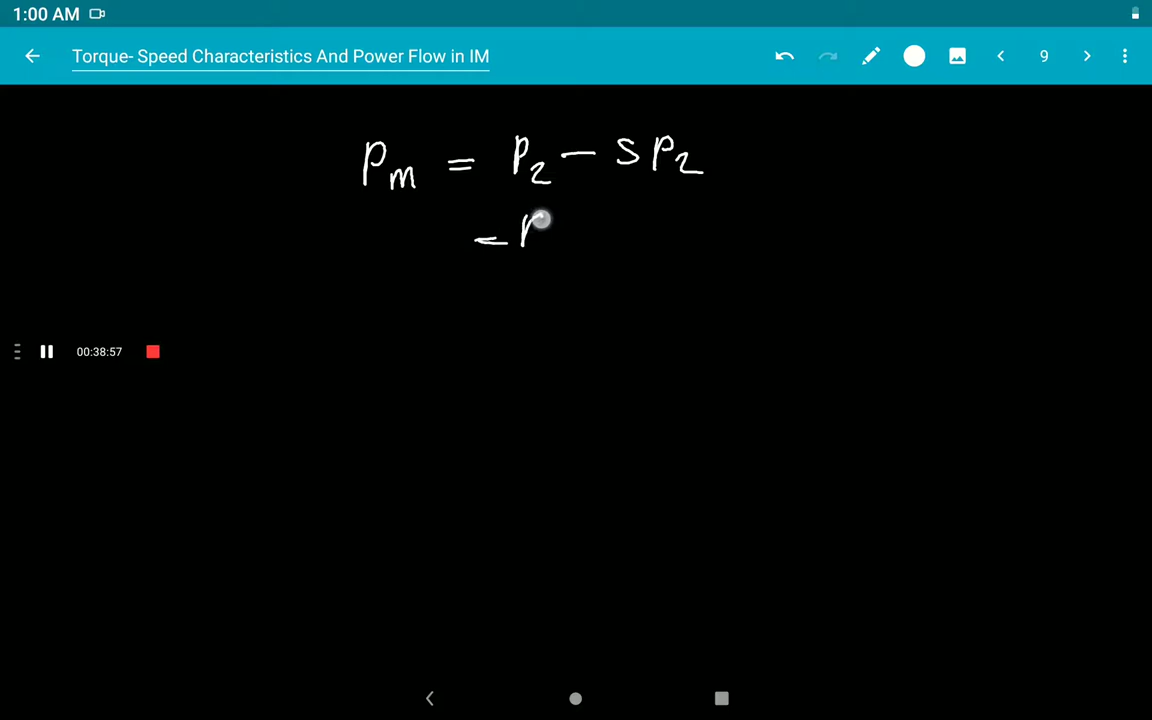 1:00 AM
Torque- Speed Characteristics And Power Flow in IM
9
Pm = P2 - SP2
=
00:38:57